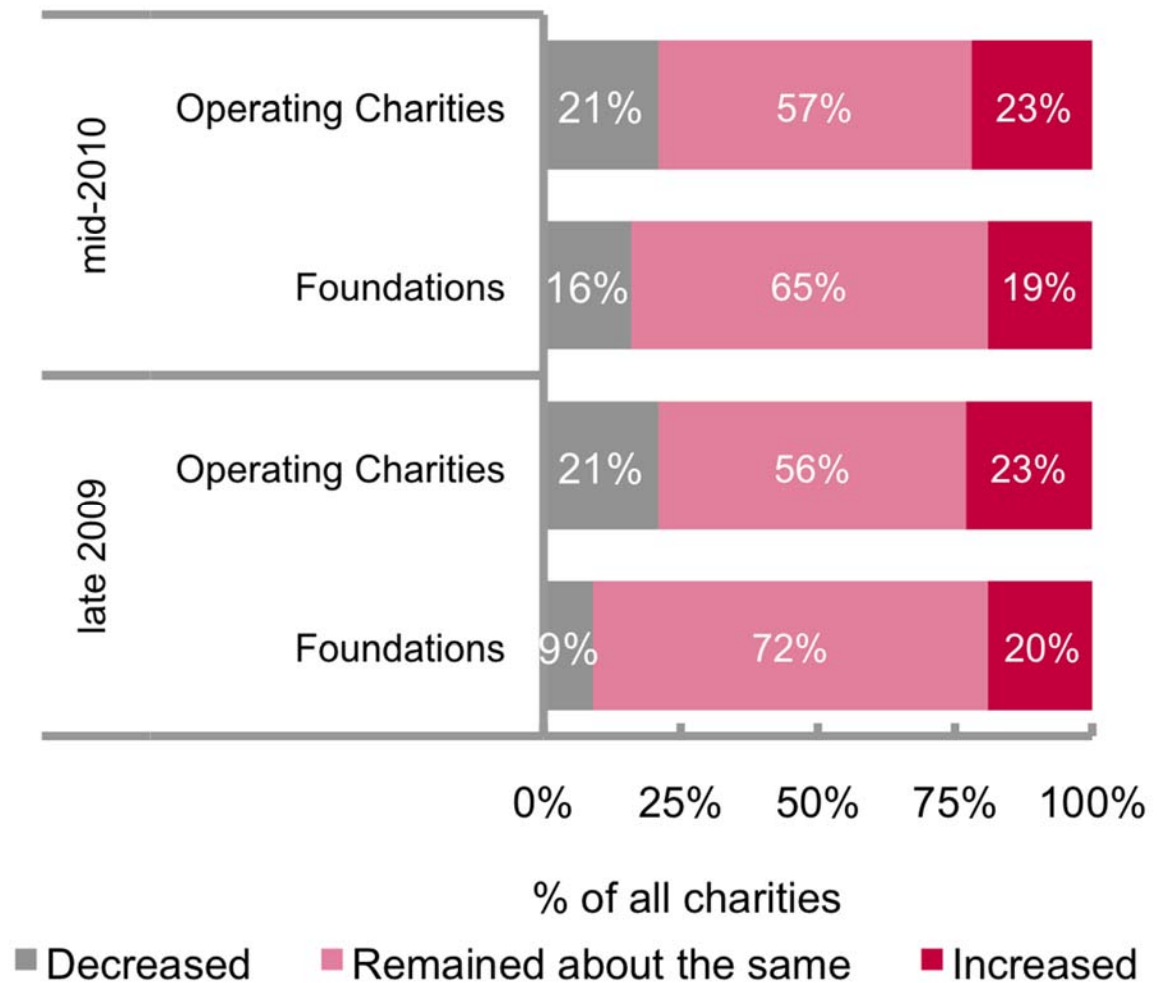 mid-2010
Operating Charities 21% 57% 23%
Foundations 16% 65% 19%
late 2009
Operating Charities 21% 56% 23%
Foundations 9% 72% 20%
0% 25% 50% 75% 100%
% of all charities
Decreased Remained about the same Increased